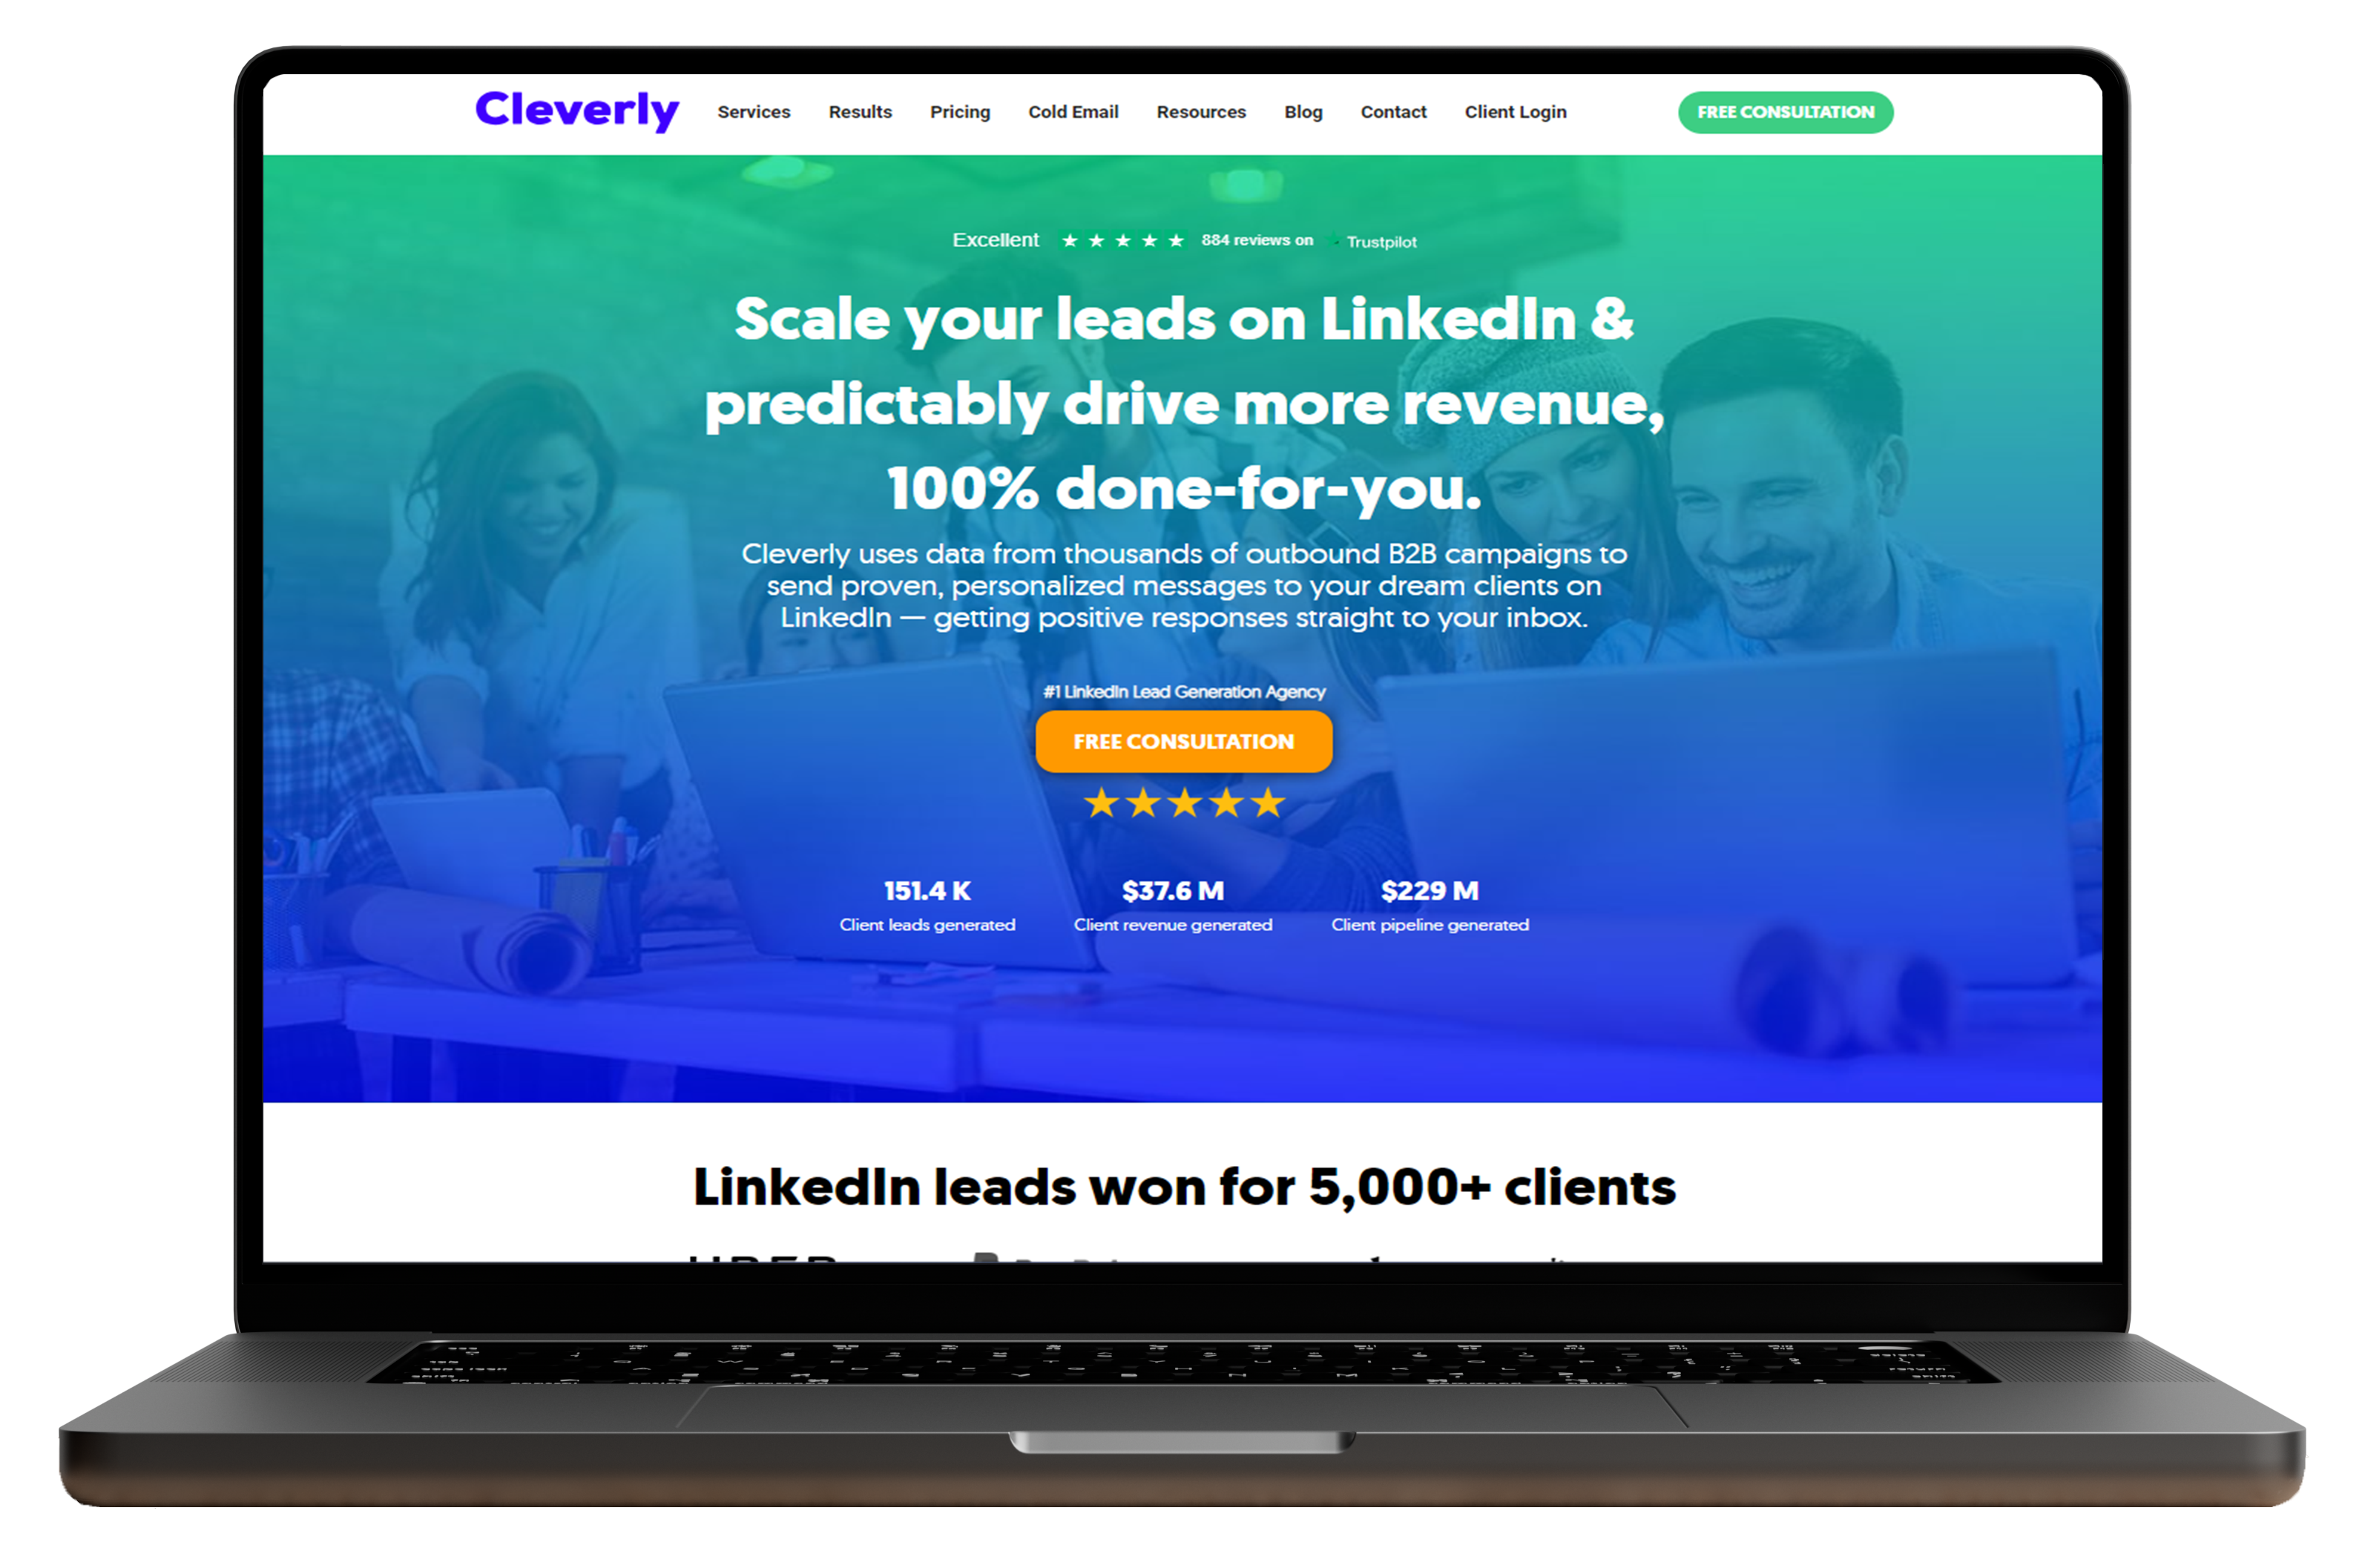 Cleverly
Services Results Pricing Cold Email Resources Blog Contact Client Login
FREE CONSULTATION
Excellent 884 reviews on Trustpilot
Scale your leads on LinkedIn &
predictably drive more revenue,
100% done-for-you.
Cleverly uses data from thousands of outbound B2B campaigns to
send proven, personalized messages to your dream clients on
LinkedIn — getting positive responses straight to your inbox.
#1 LinkedIn Lead Generation Agency
FREE CONSULTATION
151.4 K $37.6 M $229 M
Client leads generated Client revenue generated Client pipeline generated
LinkedIn leads won for 5,000+ clients